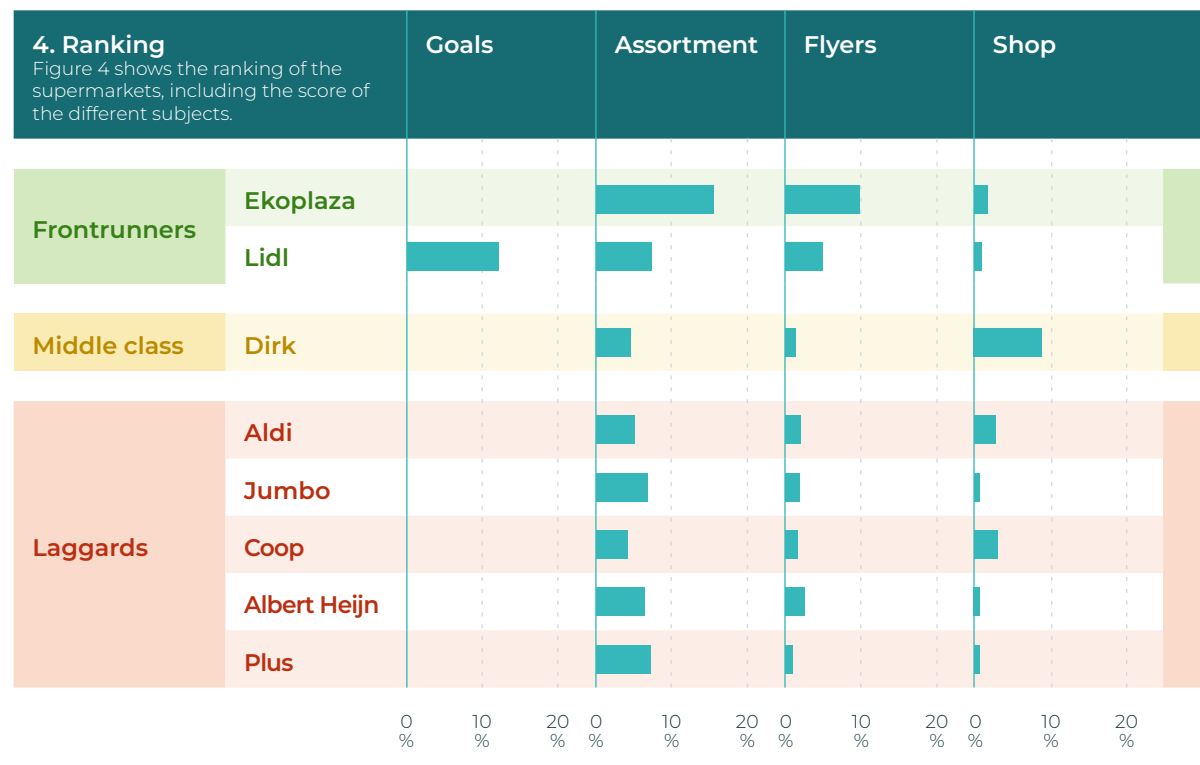 4. Ranking
Figure 4 shows the ranking of the
supermarkets, including the score of
the different subjects.
Goals
Assortment
Flyers
Shop
Frontrunners
Ekoplaza
Lidl
Middle class
Dirk
Laggards
Aldi
Jumbo
Coop
Albert Heijn
Plus
0 10 20 0 10 20 0 10 20 0 10 20
% % % % % % % % % % % %